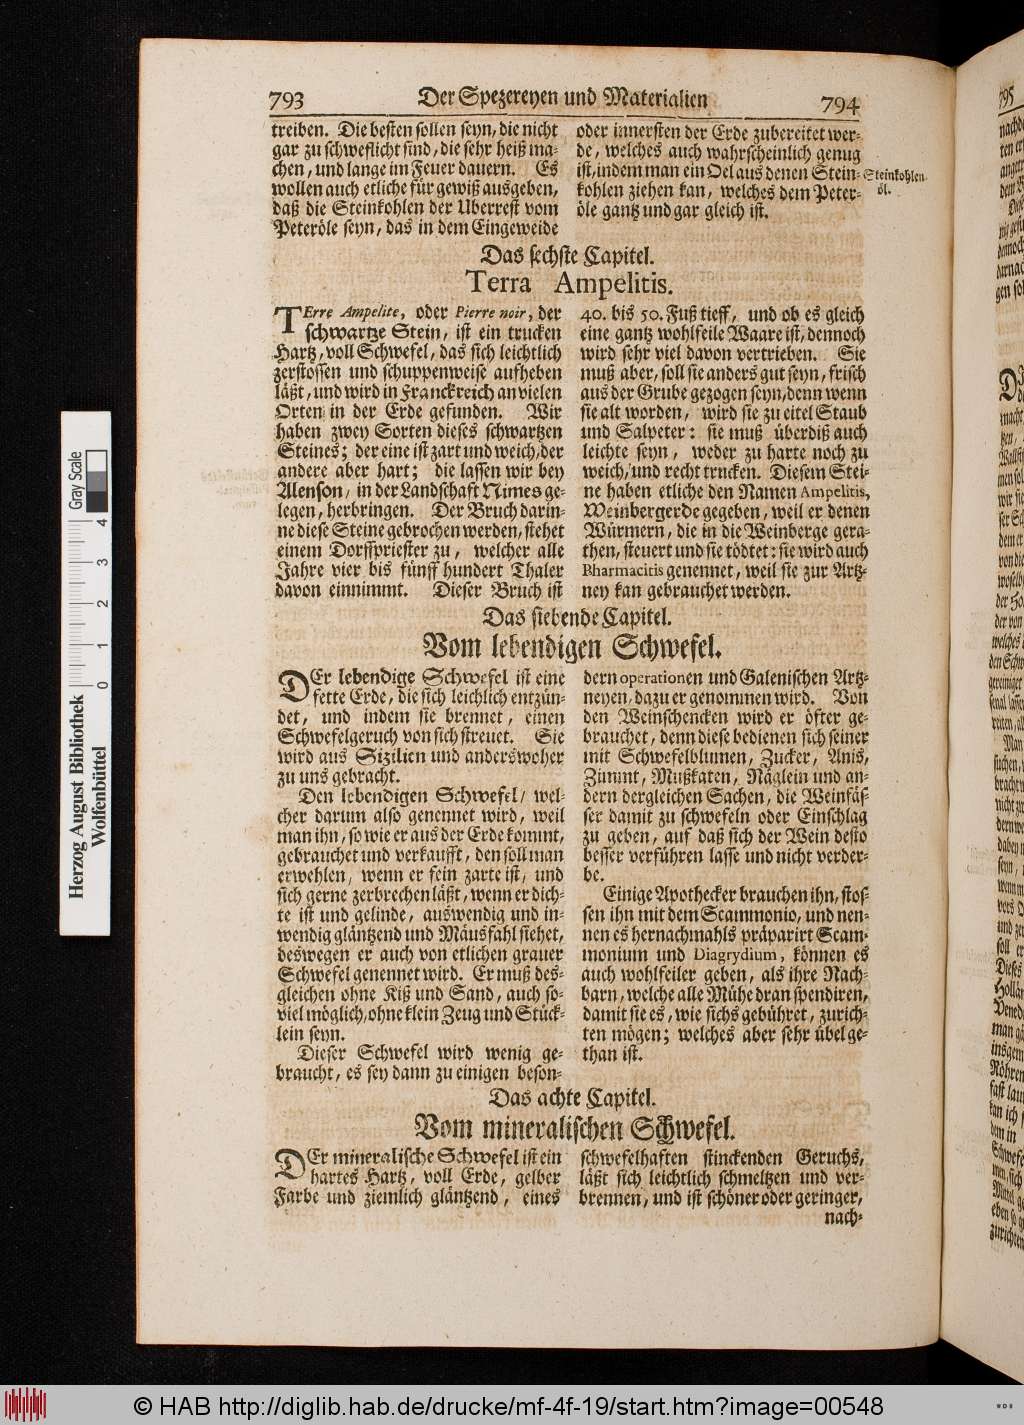 793
Der Spezereyen und Materialien
794
treiben. Die besten sollen seyn, die nicht
gar zu schweflicht sind, die sehr heiß ma-
chen, und lange im Feuer dauern. Es
wollen auch etliche für gewiß ausgeben,
daß die Steinkohlen der Uberrest vom
Peteröle seyn, das in dem Eingeweide
oder innersten der Erde zubereitet wer-
de, welches auch wahrscheinlich genug
ist, indem man ein Oel aus denen Stein-
kohlen ziehen kan, welches dem Peter-
öle gantz und gar gleich ist.
Steinkohlen
öl.
Das sechste Capitel.
Terra Ampelitis.
TErre Ampelite, oder Pierre noir, der
schwartze Stein, ist ein trucken
Hartz, voll Schwefel, das sich leichtlich
zerstossen und schuppenweise aufheben
läßt, und wird in Franckreich an vielen
Orten in der Erde gefunden. Wir
haben zwey Sorten dieses schwartzen
Steines; der eine ist zart und weich, der
andere aber hart; die lassen wir bey
Alenson, in der Landschaft Nimes ge-
legen, herbringen. Der Bruch darin-
ne diese Steine gebrochen werden, stehet
einem Dorffpriester zu, welcher alle
Jahre vier bis fünff hundert Thaler
davon einnimmt. Dieser Bruch ist
40. bis 50. Fuß tieff, und ob es gleich
eine gantz wohlfeile Waare ist, dennoch
wird sehr viel davon vertrieben. Sie
muß aber, soll sie anders gut seyn, frisch
aus der Grube gezogen seyn, denn wenn
sie alt worden, wird sie zu eitel Staub
und Salpeter: sie muß überdiß auch
leichte seyn, weder zu harte noch zu
weich, und recht trucken. Diesem Stei-
ne haben etliche den Namen Ampelitis,
Weinbergerde gegeben, weil er denen
Würmern, die in die Weinberge gera-
then, steuert und sie tödtet: sie wird auch
Pharmacitis genennet, weil sie zur Artz-
ney kan gebrauchet werden.
Das siebende Capitel.
Vom lebendigen Schwefel.
DEr lebendige Schwefel ist eine
fette Erde, die sich leichlich entzün-
det, und indem sie brennet, einen
Schwefelgeruch von sich streuet. Sie
wird aus Sizilien und anderswoher
zu uns gebracht.
Den lebendigen Schwefel/ wel-
cher darum also genennet wird, weil
man ihn, so wie er aus der Erde kommt,
gebrauchet und verkaufft, den soll man
erwehlen, wenn er fein zarte ist, und
sich gerne zerbrechen läßt, wenn er dich-
te ist und gelinde, auswendig und in-
wendig gläntzend und Mäusfahl siehet,
deswegen er auch von etlichen grauer
Schwefel genennet wird. Er muß des-
gleichen ohne Kiß und Sand, auch so-
viel möglich, ohne klein Zeug und Stück-
lein seyn.
Dieser Schwefel wird wenig ge-
braucht, es sey dann zu einigen beson-
dern operationen und Galenischen Artz-
neyen, dazu er genommen wird. Von
den Weinschencken wird er öfter ge-
brauchet, denn diese bedienen sich seiner
mit Schwefelblumen, Zucker, Anis,
Zimmt, Mußkaten, Näglein und an-
dern dergleichen Sachen, die Weinfäs-
ser damit zu schwefeln oder Einschlag
zu geben, auf daß sich der Wein desto
besser verführen lasse und nicht verder-
be.
Einige Apothecker brauchen ihn, stos-
sen ihn mit dem Scammonio, und nen-
nen es hernachmahls präparirt Scam-
monium und Diagrydium, können es
auch wohlfeiler geben, als ihre Nach-
barn, welche alle Mühe dran spendiren,
damit sie es, wie sichs gebühret, zurich-
ten mögen; welches aber sehr übel ge-
than ist.
Das achte Capitel.
Vom mineralischen Schwefel.
DEr mineralische Schwefel ist ein
hartes Hartz, voll Erde, gelber
Farbe und ziemlich gläntzend, eines
schwefelhaften stinckenden Geruchs,
läßt sich leichtlich schmeltzen und ver-
brennen, und ist schöner oder geringer,
nach-
Herzog August Bibliothek
Wolfenbüttel
0 1 2 3 4
Gray Scale
© HAB http://diglib.hab.de/drucke/mf-4f-19/start.htm?image=00548